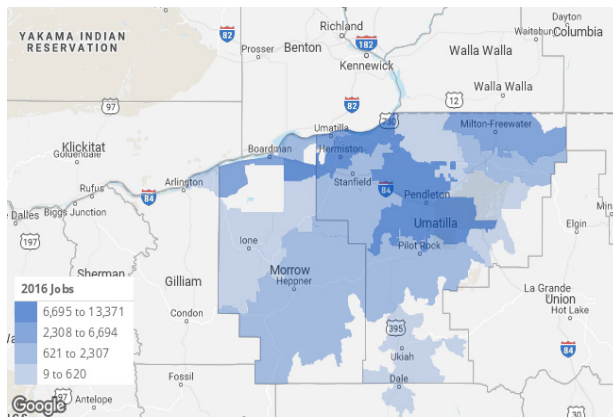 Dayton
Richland
Columbia
YAKAMA INDIAN
RESERVATION
82
Waitsburg
Benton
182
Prosser
Walla Walla
Kennewick
97
82
12
Walla Walla
Umatilla
730
Milton-Freewater
Klickitat
Goldendale
Boardman
Hermiston
Rufus
Arlington
Stanfield
84
Pendleton
84
Dalles
Biggs Junction
Umatilla
Elgin
197
Ione
Pilot Rock
Sherman
Gilliam
Morrow
Heppner
La Grande
Union
Hot Lake
Condon
395
Ukiah
84
Fossil
Dale
97
Antelope
30
2016 Jobs
6,695 to 13,371
2,308 to 6,694
621 to 2,307
9 to 620
Google